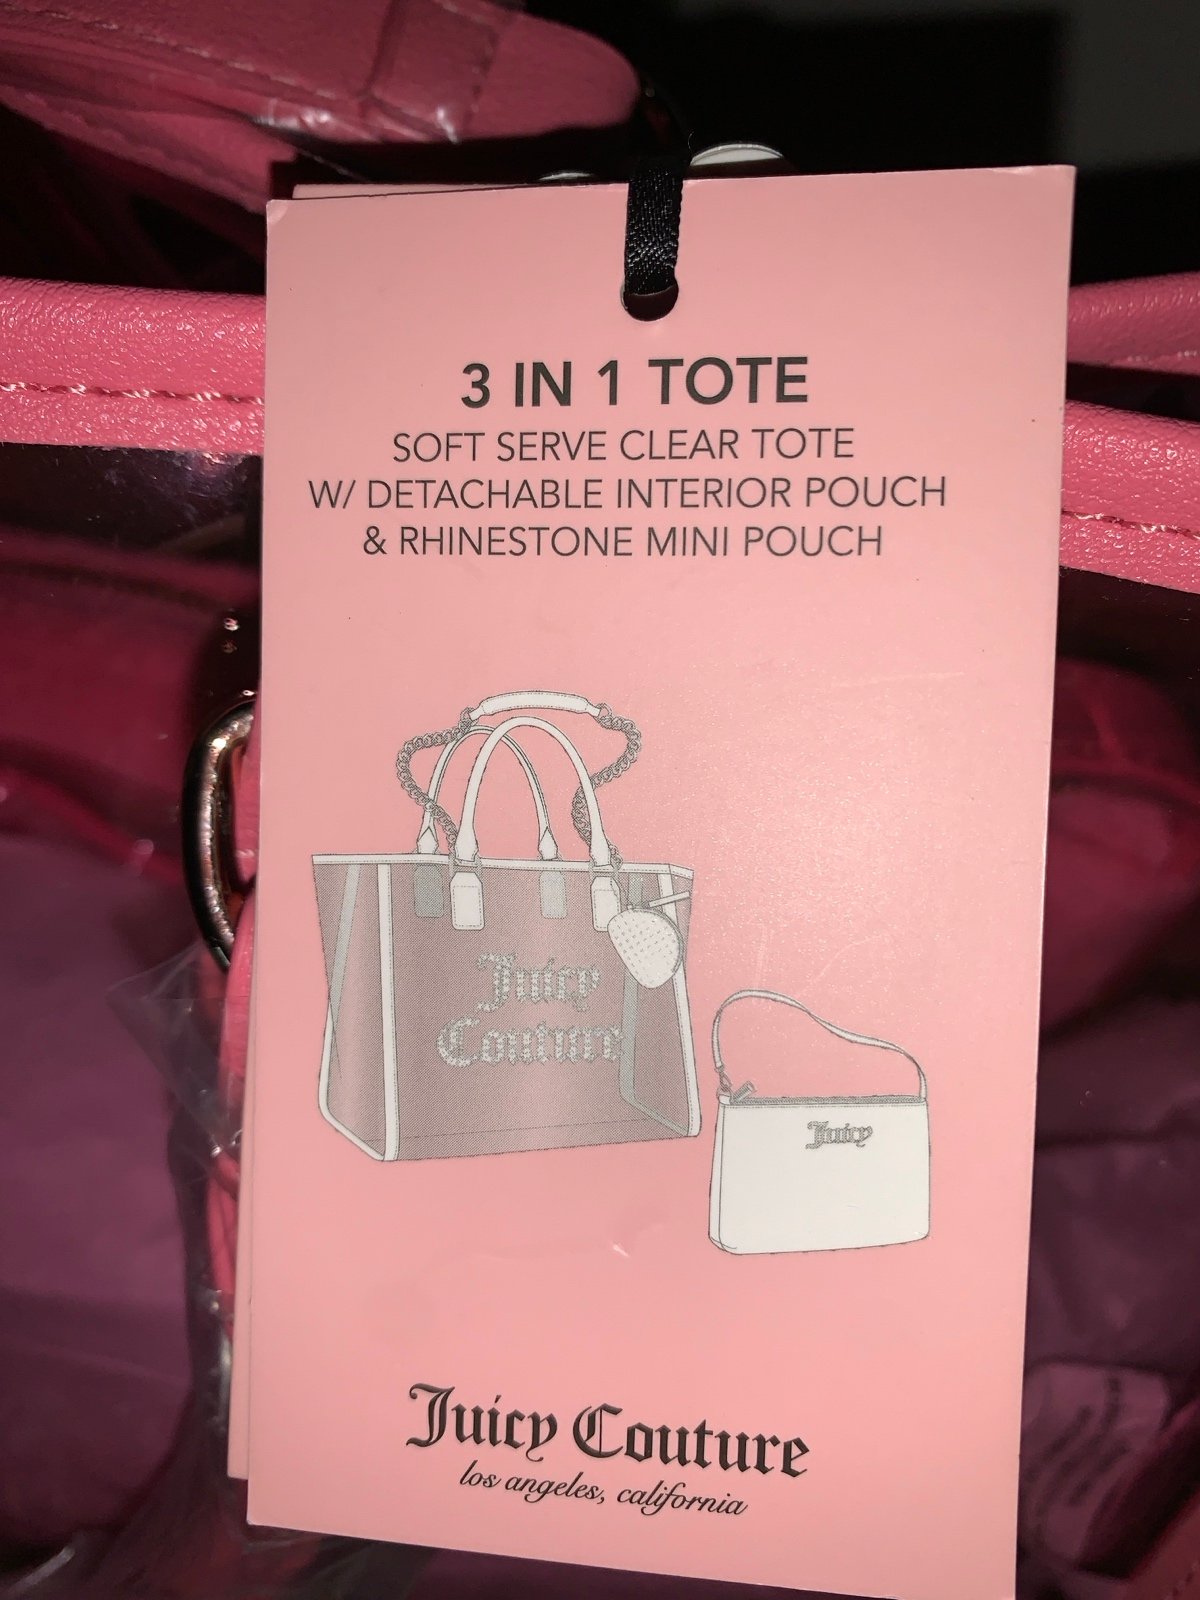 3 IN 1 TOTE
SOFT SERVE CLEAR TOTE
W/ DETACHABLE INTERIOR POUCH
& RHINESTONE MINI POUCH
Juicy
Couture
Juicy
Juicy Couture
los angeles, california